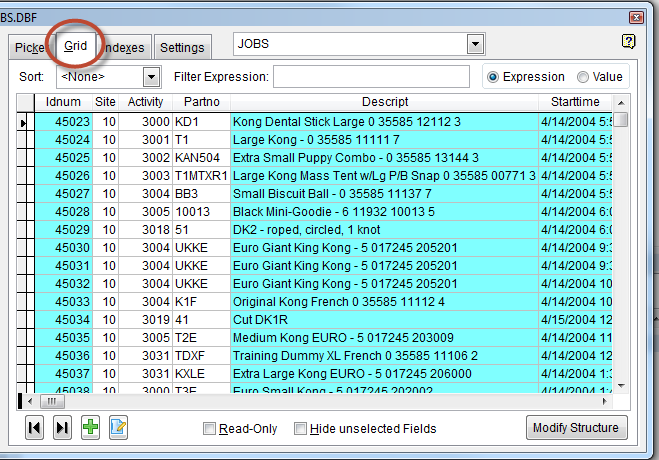 BS.DBF
Picke Grid ndexes Settings JOBS
Sort: <None> Filter Expression: Expression Value
Idnum Site Activity Partno Descript Starttime
45023 10 3000 KD1 Kong Dental Stick Large 0 35585 12112 3 4/14/2004 5:5
45024 10 3001 T1 Large Kong - 0 35585 11111 7 4/14/2004 5:5
45025 10 3002 KAN504 Extra Small Puppy Combo - 0 35585 13144 3 4/14/2004 5:5
45026 10 3003 T1MTXR1 Large Kong Mass Tent w/Lg P/B Snap 0 35585 00771 3 4/14/2004 5:5
45027 10 3004 BB3 Small Biscuit Ball - 0 35585 11137 7 4/14/2004 5:5
45028 10 3005 10013 Black Mini-Goodie - 6 11932 10013 5 4/14/2004 6:0
45029 10 3018 51 DK2 - roped, circled, 1 knot 4/14/2004 6:0
45030 10 3004 UKKE Euro Giant King Kong - 5 017245 205201 4/14/2004 9:3
45031 10 3004 UKKE Euro Giant King Kong - 5 017245 205201 4/14/2004 9:3
45032 10 3004 UKKE Euro Giant King Kong - 5 017245 205201 4/14/2004 10
45033 10 3004 K1F Original Kong French 0 35585 11112 4 4/14/2004 10
45034 10 3019 41 Cut DK1R 4/15/2004 12
45035 10 3005 T2E Medium Kong EURO - 5 017245 203009 4/14/2004 11
45036 10 3031 TDXF Training Dummy XL French 0 35585 11106 2 4/14/2004 12
45037 10 3031 KXLE Extra Large Kong EURO - 5 017245 206000 4/14/2004 1:3
45038 10 3000 T3E Euro Small Kong - 5 017245 202002 4/14/2004 1:4
Read-Only Hide unselected Fields Modify Structure